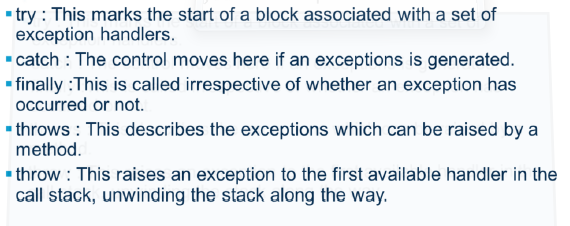 ▪ try : This marks the start of a block associated with a set of
exception handlers.
▪ catch : The control moves here if an exceptions is generated.
▪ finally :This is called irrespective of whether an exception has
occurred or not.
▪ throws : This describes the exceptions which can be raised by a
method.
▪ throw : This raises an exception to the first available handler in the
call stack, unwinding the stack along the way.